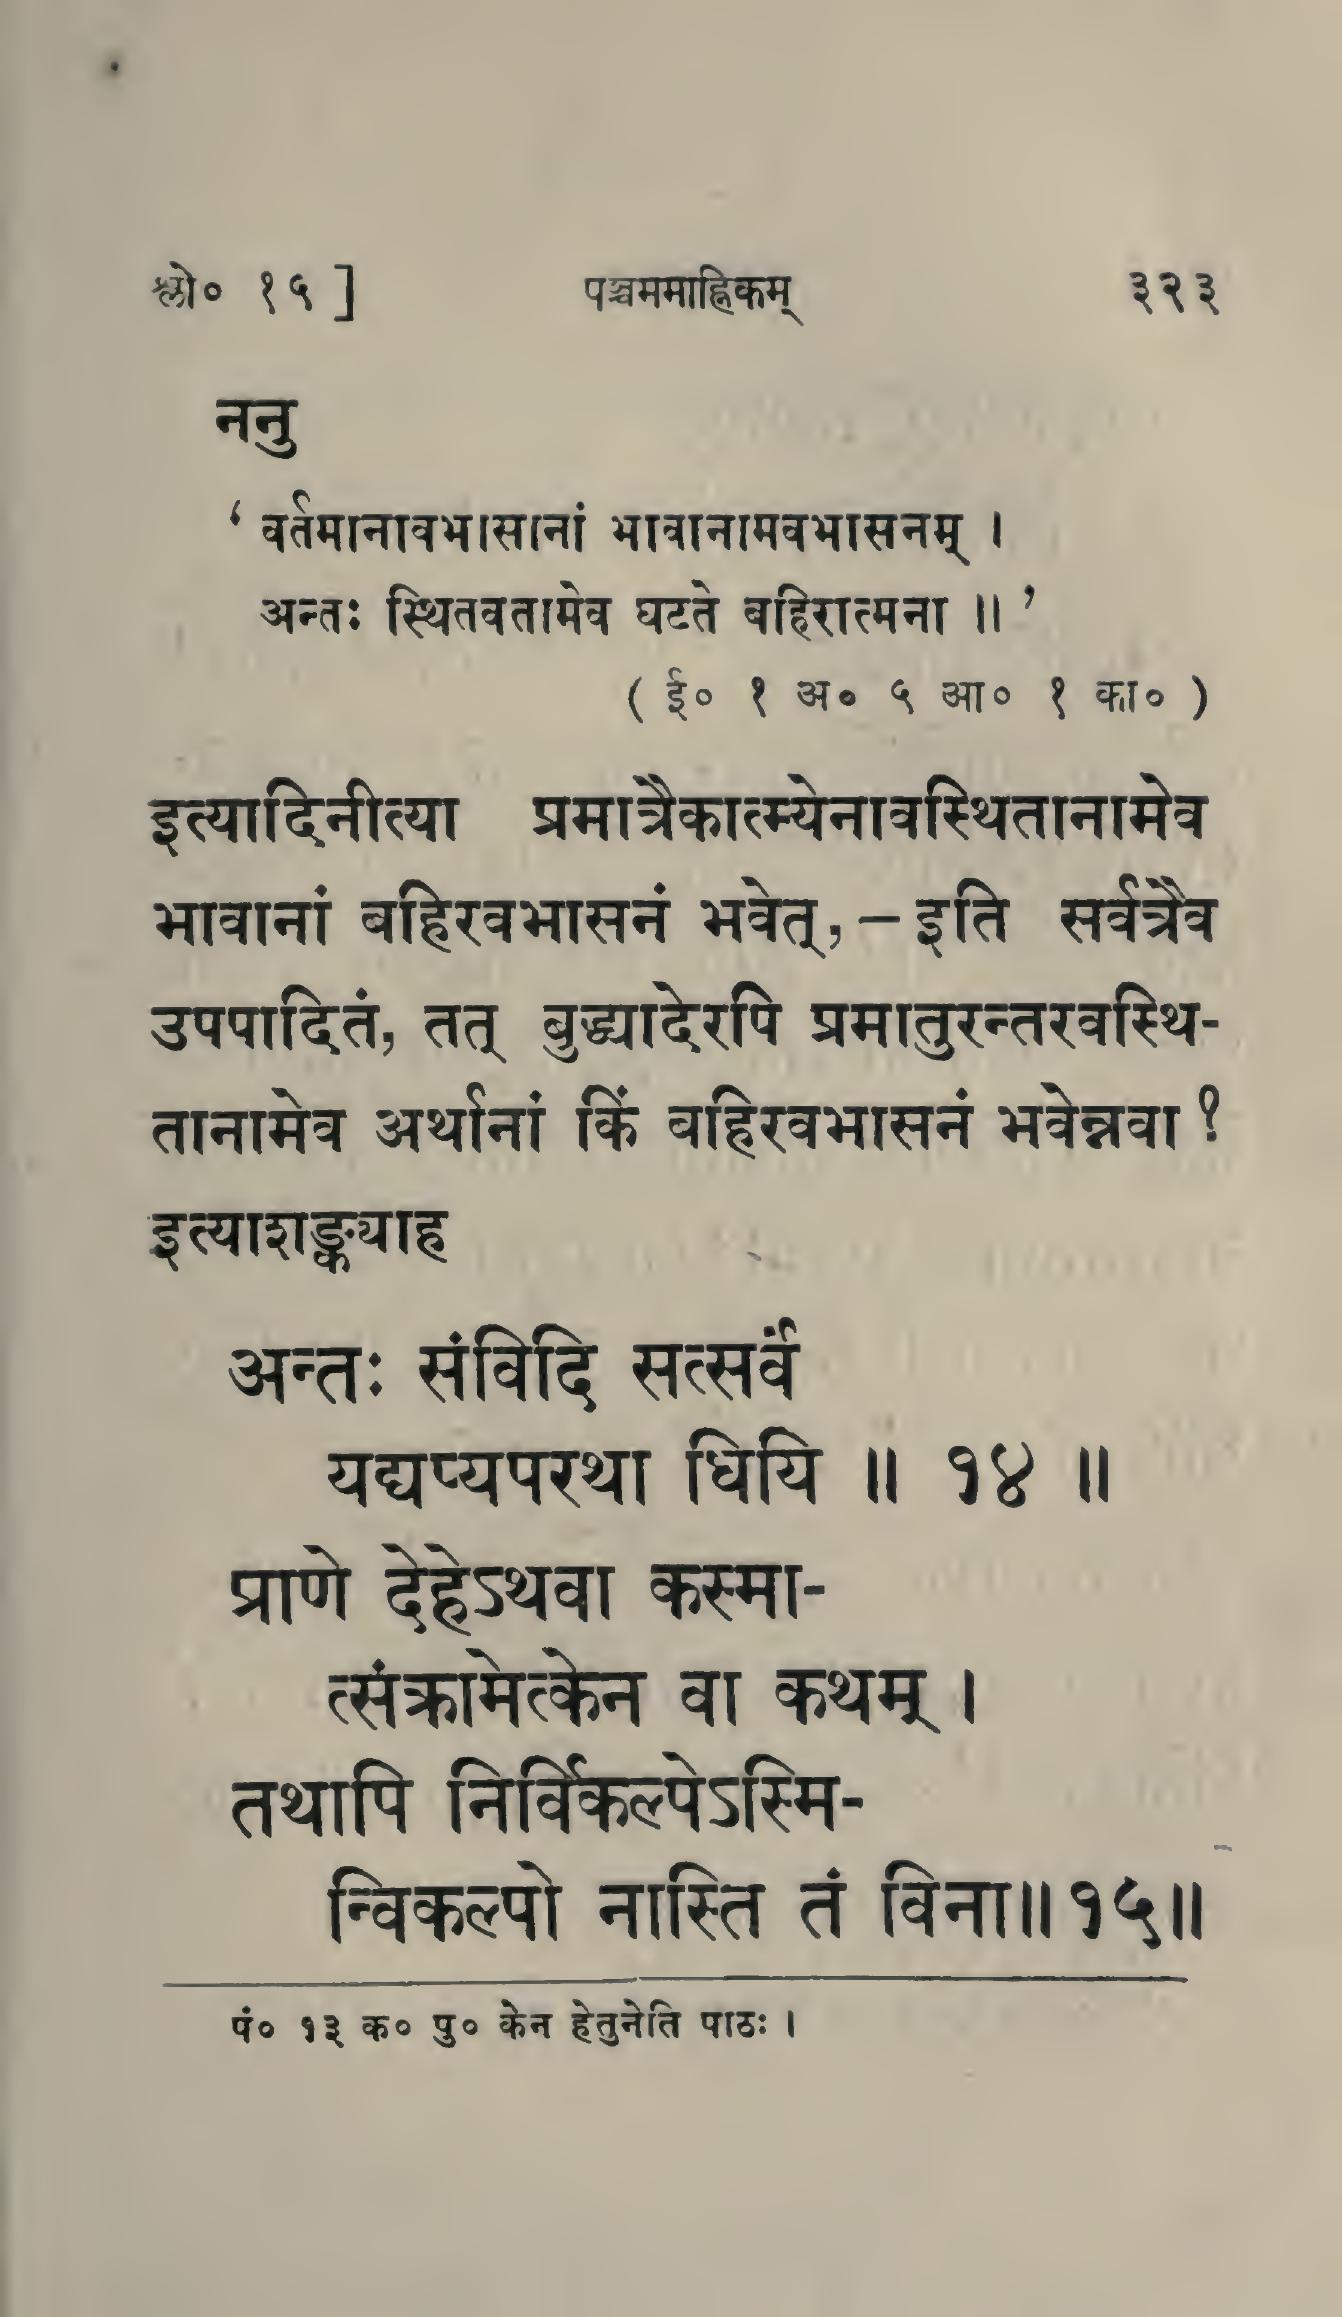 श्लो० १५ ] पञ्चममाह्निकम् ३२३
ननु
‘ वर्तमानावभासानां भावानामवभासनम् ।
अन्तः स्थितवतामेव घटते बहिरात्मना ॥ ’
( ई० १ अ० ५ आ० १ का० )
इत्यादिनीत्या प्रमात्रैकात्म्येनावस्थितानामेव
भावानां बहिरवभासनं भवेत्, – इति सर्वत्रैव
उपपादितं, तत् बुद्ध्यादेरपि प्रमातुरन्तरवस्थि-
तानामेव अर्थानां किं बहिरवभासनं भवेन्नवा ?
इत्याशङ्क्याह
अन्तः संविदि सत्सर्वं
यद्यप्यपरथा धियि ॥ १४ ॥
प्राणे देहेऽथवा कस्मा-
त्संक्रामेत्केन वा कथम् ।
तथापि निर्विकल्पेऽस्मि-
न्विकल्पो नास्ति तं विना॥१५॥
पं० १३ क० पु० केन हेतुनेति पाठः ।